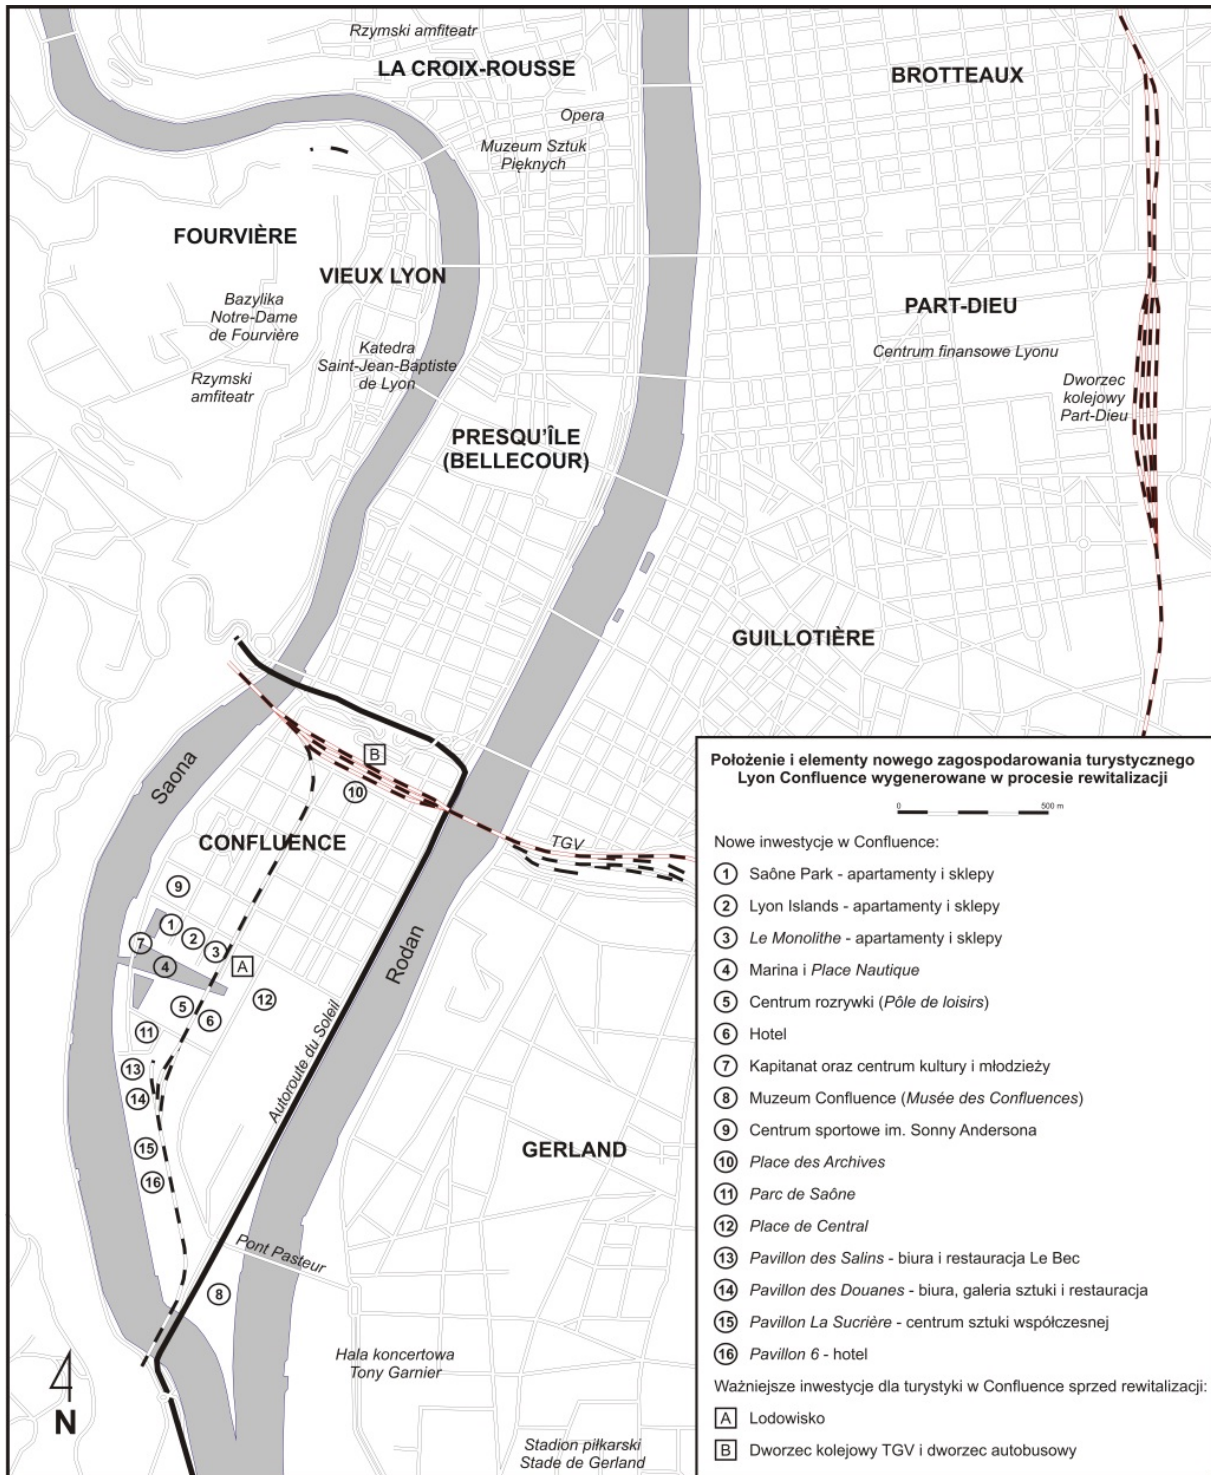 Rzymski amfiteatr
LA CROIX-ROUSSE
BROTTEAUX
Opera
Muzeum Sztuk
Pięknych
FOURVIÈRE
VIEUX LYON
Bazylika
Notre-Dame
de Fourvière
PART-DIEU
Katedra
Saint-Jean-Baptiste
de Lyon
Centrum finansowe Lyonu
Rzymski
amfiteatr
Dworzec
kolejowy
Part-Dieu
PRESQU'ÎLE
(BELLECOUR)
GUILLOTIÈRE
Saona
B
10
CONFLUENCE
TGV
9
1
2
3
7
4
A
5
6
12
11
Rodan
Autoroute du Soleil
13
14
15
16
GERLAND
Pont Pasteur
8
Hala koncertowa
Tony Garnier
N
Stadion piłkarski
Stade de Gerland
Położenie i elementy nowego zagospodarowania turystycznego
Lyon Confluence wygenerowane w procesie rewitalizacji
0 500 m
Nowe inwestycje w Confluence:
1 Saône Park - apartamenty i sklepy
2 Lyon Islands - apartamenty i sklepy
3 Le Monolithe - apartamenty i sklepy
4 Marina i Place Nautique
5 Centrum rozrywki (Pôle de loisirs)
6 Hotel
7 Kapitanat oraz centrum kultury i młodzieży
8 Muzeum Confluence (Musée des Confluences)
9 Centrum sportowe im. Sonny Andersona
10 Place des Archives
11 Parc de Saône
12 Place de Central
13 Pavillon des Salins - biura i restauracja Le Bec
14 Pavillon des Douanes - biura, galeria sztuki i restauracja
15 Pavillon La Sucrière - centrum sztuki współczesnej
16 Pavillon 6 - hotel
Ważniejsze inwestycje dla turystyki w Confluence sprzed rewitalizacji:
A Lodowisko
B Dworzec kolejowy TGV i dworzec autobusowy